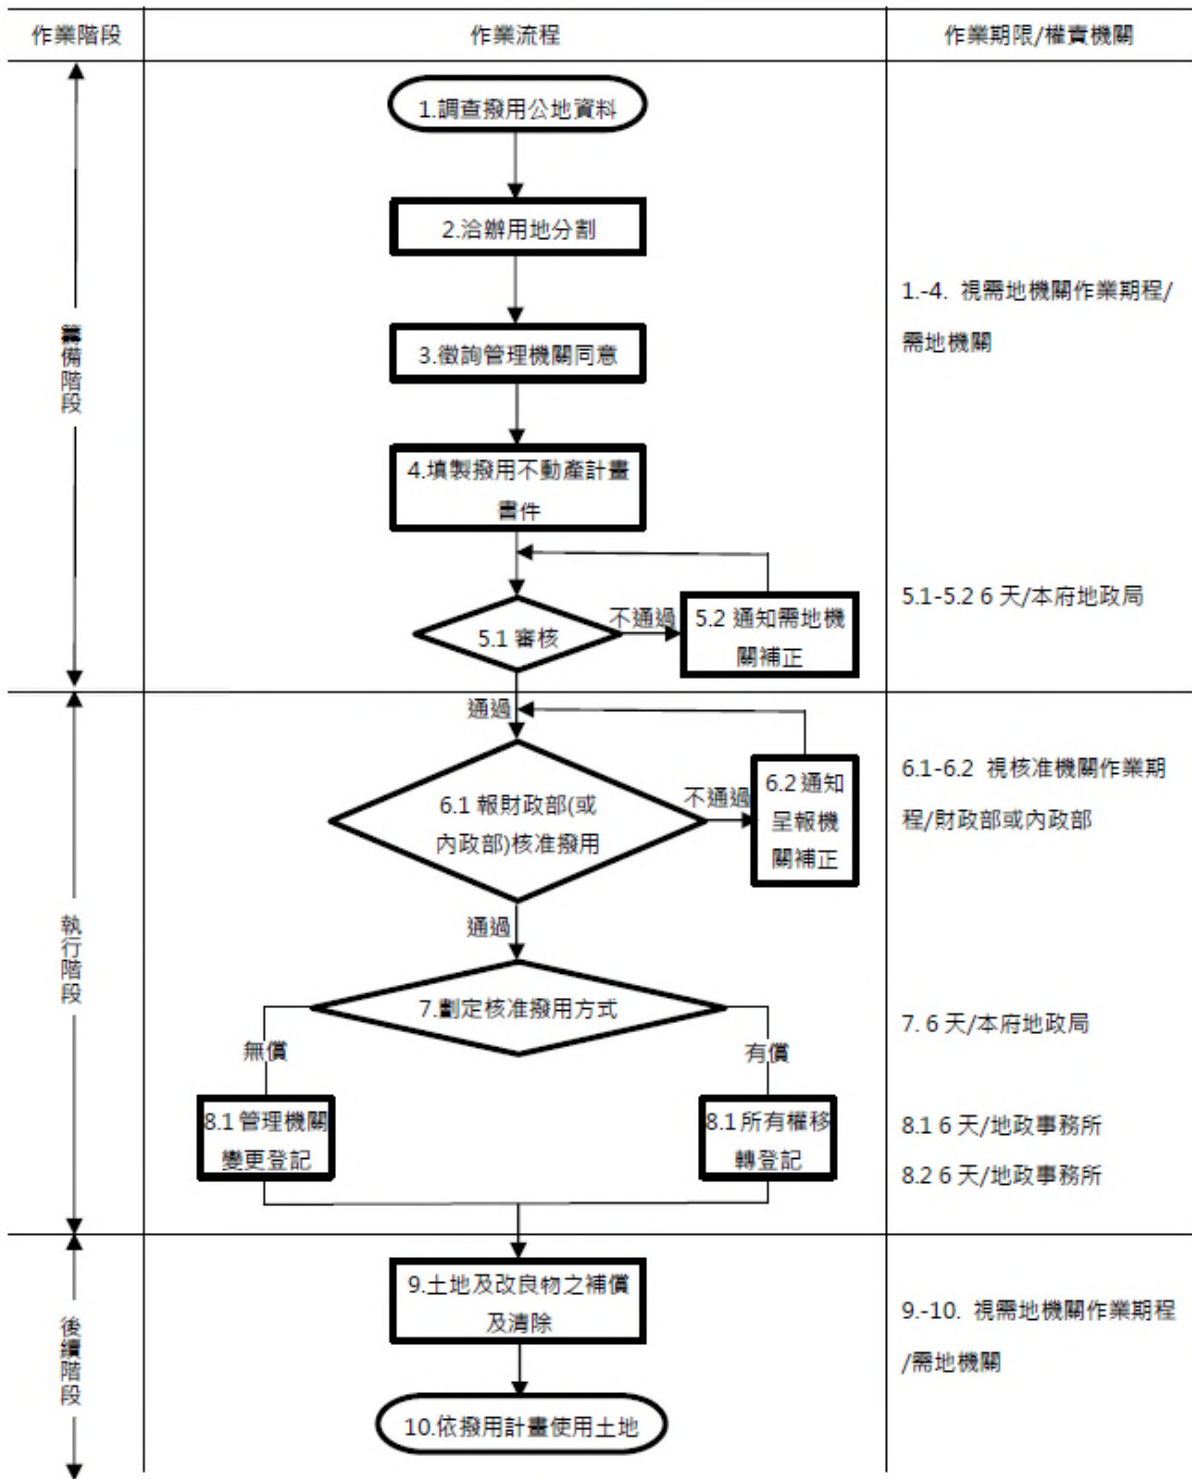 作業階段
作業流程
作業期限/權責機關
籌備階段
1.調查撥用公地資料
2.洽辦用地分割
3.徵詢管理機關同意
4.填製撥用不動產計畫
書件
1.-4. 視需地機關作業期程/
需地機關
5.1 審核
不通過
5.2 通知需地機
關補正
5.1-5.2 6 天/本府地政局
執行階段
通過
6.1 報財政部(或
內政部)核准撥用
不通過
6.2 通知
呈報機
關補正
6.1-6.2 視核准機關作業期
程/財政部或內政部
通過
7.劃定核准撥用方式
7. 6 天/本府地政局
無償
有償
8.1 管理機關
變更登記
8.1 所有權移
轉登記
8.1 6 天/地政事務所
8.2 6 天/地政事務所
後續階段
9.土地及改良物之補償
及清除
10.依撥用計畫使用土地
9.-10. 視需地機關作業期程
/需地機關